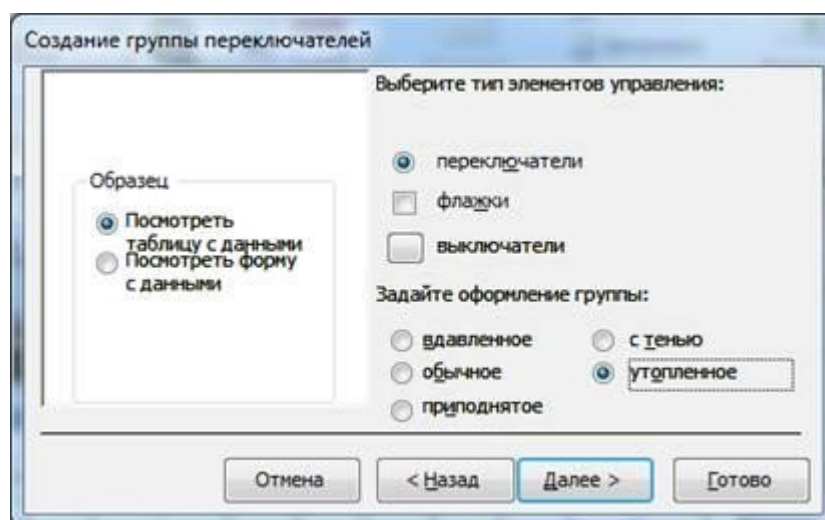 Создание группы переключателей
Выберите тип элементов управления:
Образец
Посмотреть
таблицу с данными
Посмотреть форму
с данными
переключатели
флажки
выключатели
Задайте оформление группы:
вдавленное
с тенью
обычное
утопленное
приподнятое
Отмена
< Назад
Далее >
Готово